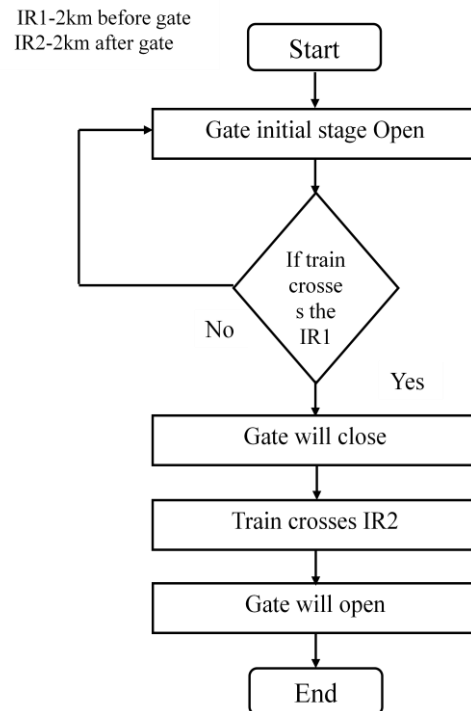 IR1-2km before gate
IR2-2km after gate
Start
Gate initial stage Open
If train
crosse
s the
IR1
No
Yes
Gate will close
Train crosses IR2
Gate will open
End